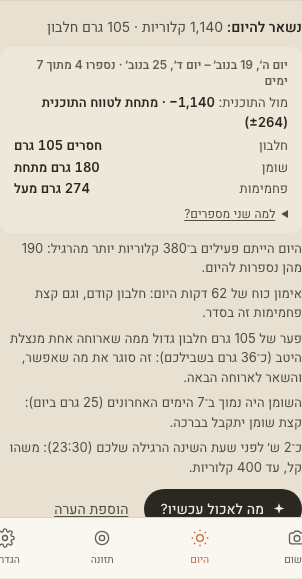 נשאר להיום: 1,140 קלוריות · 105 גרם חלבון
יום ה׳, 19 בנוב׳ – יום ד׳, 25 בנוב׳ · נספרו 4 מתוך 7
ימים
מול התוכנית: −1,140 · מתחת לטווח התוכנית
(±264)
חלבון חסרים 105 גרם
שומן 180 גרם מתחת
פחמימות 274 גרם מעל
למה שני מספרים?
היום הייתם פעילים ב־380 קלוריות יותר מהרגיל: 190
מהן נספרות להיום.
אימון כוח של 62 דקות היום: חלבון קודם, וגם קצת
פחמימות זה בסדר.
פער של 105 גרם חלבון גדול ממה שארוחה אחת מנצלת
היטב (כ־36 גרם בשבילכם): זה סוגר את מה שאפשר,
והשאר לארוחה הבאה.
השומן היה נמוך ב־7 הימים האחרונים (25 גרם ביום):
קצת שומן יתקבל בברכה.
כ־2 ש׳ לפני שעת השינה הרגילה שלכם (23:30): משהו
קל, עד 400 קלוריות.
מה לאכול עכשיו? הוספת הערה
היום תזונה